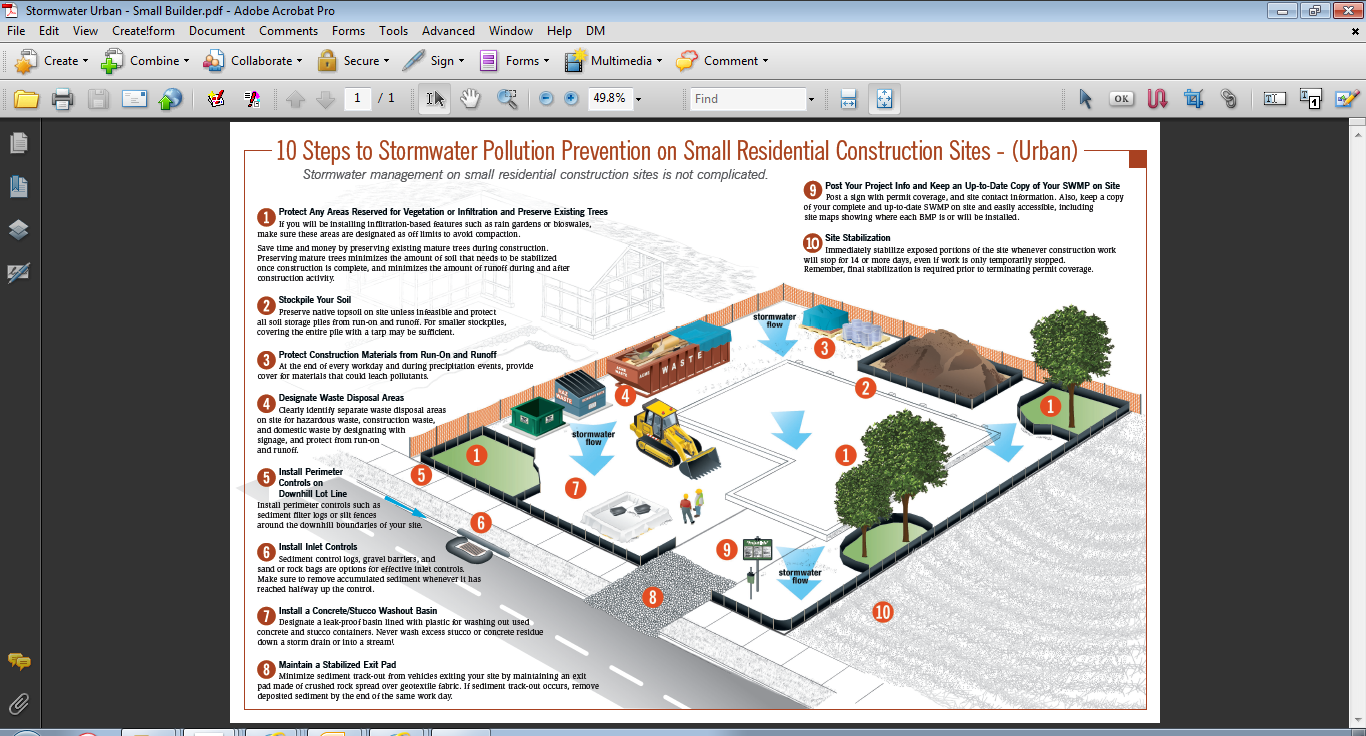 Stormwater Urban - Small Builder.pdf - Adobe Acrobat Pro
File Edit View Create!form Document Comments Forms Tools Advanced Window Help DM
Create Combine Collaborate Secure Sign Forms Multimedia Comment
1 / 1 49.8% Find OK
10 Steps to Stormwater Pollution Prevention on Small Residential Construction Sites - (Urban)
Stormwater management on small residential construction sites is not complicated.
1 Protect Any Areas Reserved for Vegetation or Infiltration and Preserve Existing Trees
If you will be installing infiltration-based features such as rain gardens or bioswales,
make sure these areas are designated as off limits to avoid compaction.
Save time and money by preserving existing mature trees during construction.
Preserving mature trees minimizes the amount of soil that needs to be stabilized
once construction is complete, and minimizes the amount of runoff during and after
construction activity.
2 Stockpile Your Soil
Preserve native topsoil on site unless infeasible and protect
all soil storage piles from run-on and runoff. For smaller stockpiles,
covering the entire pile with a tarp may be sufficient.
3 Protect Construction Materials from Run-On and Runoff
At the end of every workday and during precipitation events, provide
cover for materials that could leach pollutants.
4 Designate Waste Disposal Areas
Clearly identify separate waste disposal areas
on site for hazardous waste, construction waste,
and domestic waste by designating with
signage, and protect from run-on
and runoff.
5 Install Perimeter
Controls on
Downhill Lot Line
Install perimeter controls such as
sediment filter logs or silt fences
around the downhill boundaries of your site.
6 Install Inlet Controls
Sediment control logs, gravel barriers, and
sand or rock bags are options for effective inlet controls.
Make sure to remove accumulated sediment whenever it has
reached halfway up the control.
7 Install a Concrete/Stucco Washout Basin
Designate a leak-proof basin lined with plastic for washing out used
concrete and stucco containers. Never wash excess stucco or concrete residue
down a storm drain or into a stream!
8 Maintain a Stabilized Exit Pad
Minimize sediment track-out from vehicles exiting your site by maintaining an exit
pad made of crushed rock spread over geotextile fabric. If sediment track-out occurs, remove
deposited sediment by the end of the same work day.
9 Post Your Project Info and Keep an Up-to-Date Copy of Your SWMP on Site
Post a sign with permit coverage, and site contact information. Also, keep a copy
of your complete and up-to-date SWMP on site and easily accessible, including
site maps showing where each BMP is or will be installed.
10 Site Stabilization
Immediately stabilize exposed portions of the site whenever construction work
will stop for 14 or more days, even if work is only temporarily stopped.
Remember, final stabilization is required prior to terminating permit coverage.
stormwater
flow
3
WASTE
2
1
4
HAZ
WASTE
stormwater
flow
1
1
5
7
6
9
stormwater
flow
8
10